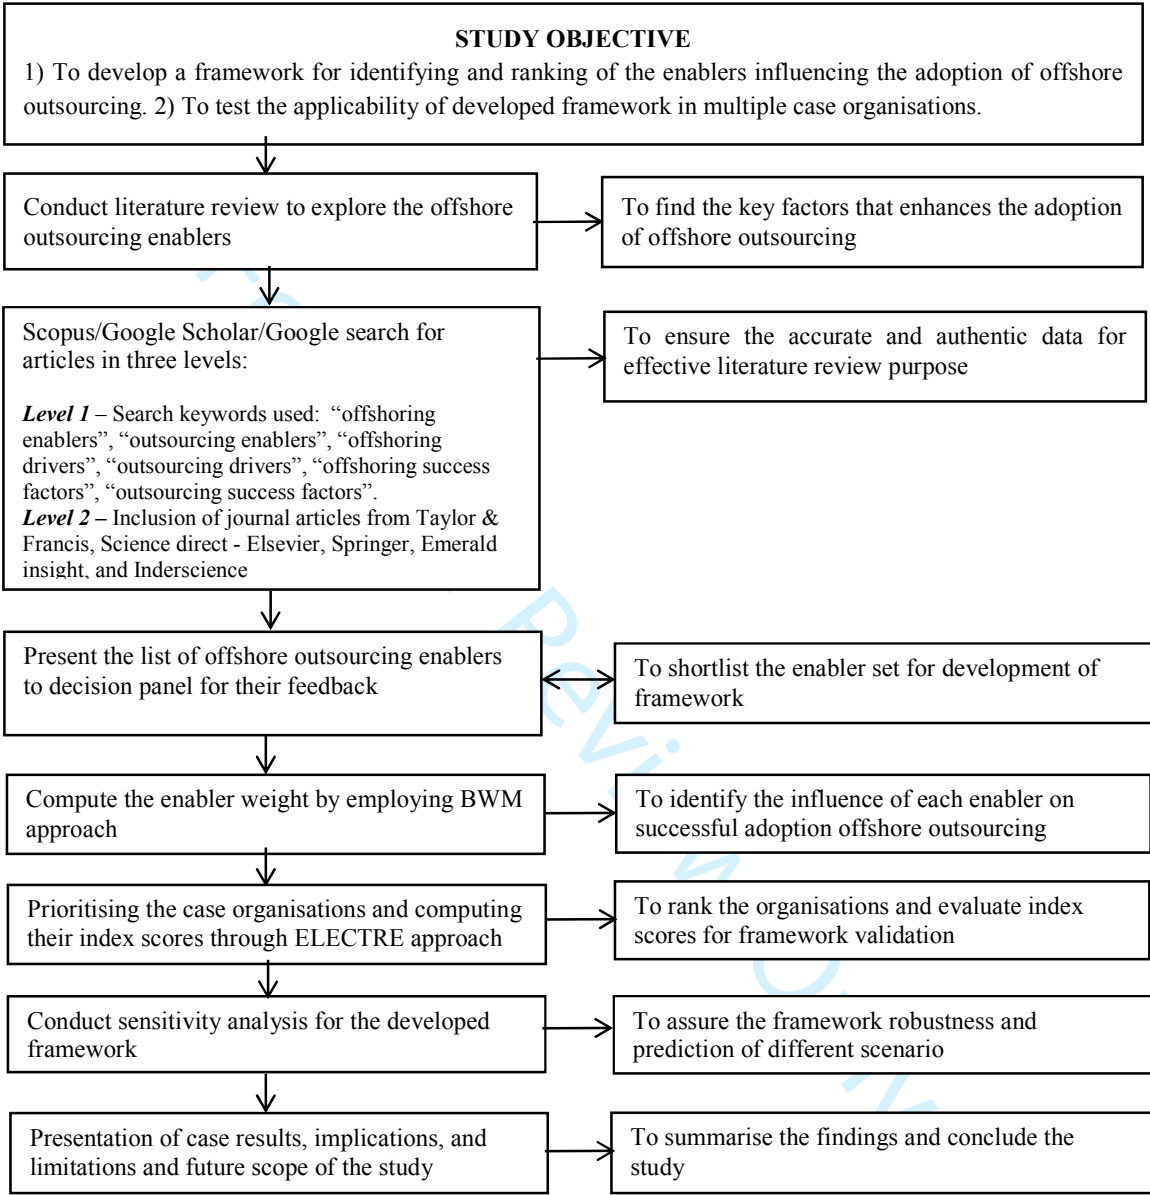 STUDY OBJECTIVE
1) To develop a framework for identifying and ranking of the enablers influencing the adoption of offshore
outsourcing. 2) To test the applicability of developed framework in multiple case organisations.
Conduct literature review to explore the offshore
outsourcing enablers
To find the key factors that enhances the adoption
of offshore outsourcing
Scopus/Google Scholar/Google search for
articles in three levels:
Level 1 – Search keywords used: “offshoring
enablers”, “outsourcing enablers”, “offshoring
drivers”, “outsourcing drivers”, “offshoring success
factors”, “outsourcing success factors”.
Level 2 – Inclusion of journal articles from Taylor &
Francis, Science direct - Elsevier, Springer, Emerald
insight, and Inderscience
To ensure the accurate and authentic data for
effective literature review purpose
Present the list of offshore outsourcing enablers
to decision panel for their feedback
To shortlist the enabler set for development of
framework
Compute the enabler weight by employing BWM
approach
To identify the influence of each enabler on
successful adoption offshore outsourcing
Prioritising the case organisations and computing
their index scores through ELECTRE approach
To rank the organisations and evaluate index
scores for framework validation
Conduct sensitivity analysis for the developed
framework
To assure the framework robustness and
prediction of different scenario
Presentation of case results, implications, and
limitations and future scope of the study
To summarise the findings and conclude the
study